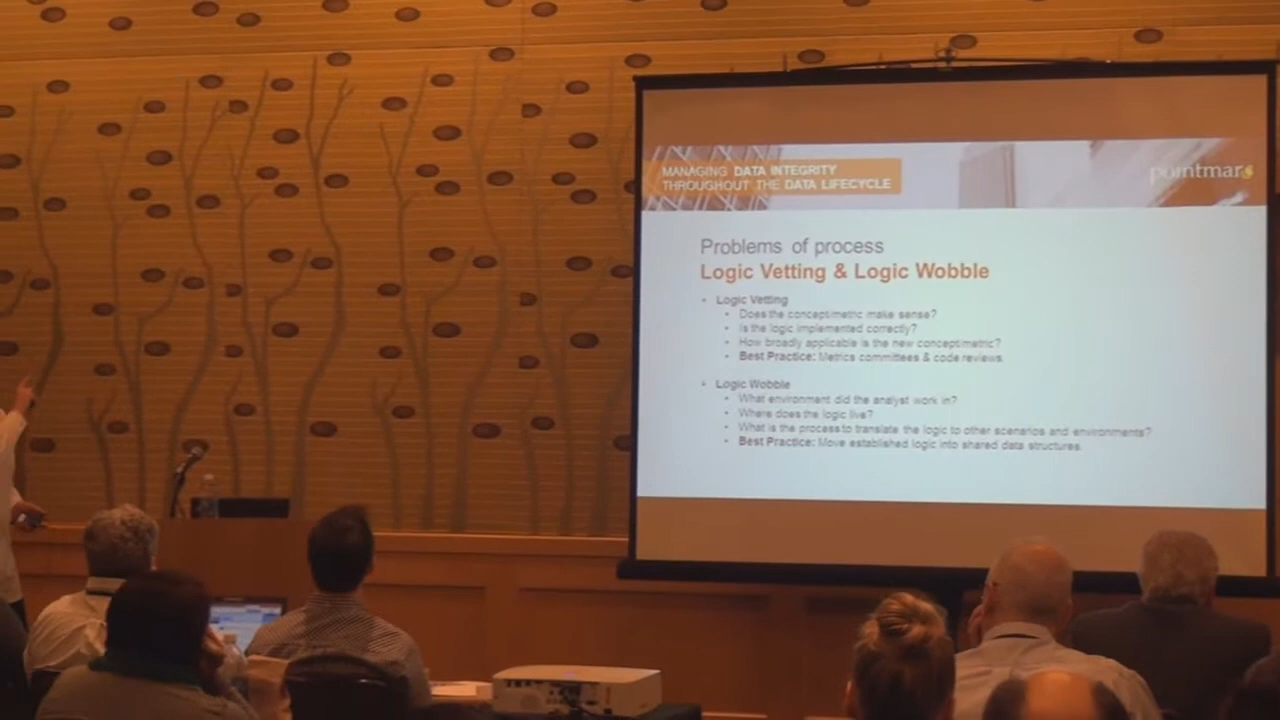 MANAGING DATA INTEGRITY
THROUGHOUT THE DATA LIFECYCLE
pointmarc
Problems of process
Logic Vetting & Logic Wobble
• Logic Vetting
• Does the concept/metric make sense?
• Is the logic implemented correctly?
• How broadly applicable is the new concept/metric?
• Best Practice: Metrics committees & code reviews.
• Logic Wobble
• What environment did the analyst work in?
• Where does the logic live?
• What is the process to translate the logic to other scenarios and environments?
• Best Practice: Move established logic into shared data structures.